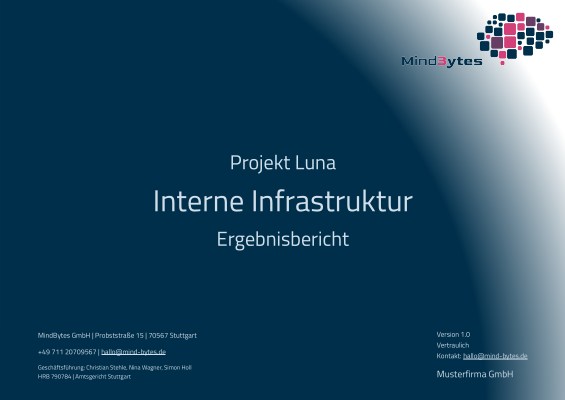 MindBytes
Projekt Luna
Interne Infrastruktur
Ergebnisbericht
MindBytes GmbH | Probststraße 15 | 70567 Stuttgart
+49 711 20709567 | hallo@mind-bytes.de
Geschäftsführung: Christian Stehle, Nina Wagner, Simon Holl
HRB 790784 | Amtsgericht Stuttgart
Version 1.0
Vertraulich
Kontakt: hallo@mind-bytes.de
Musterfirma GmbH